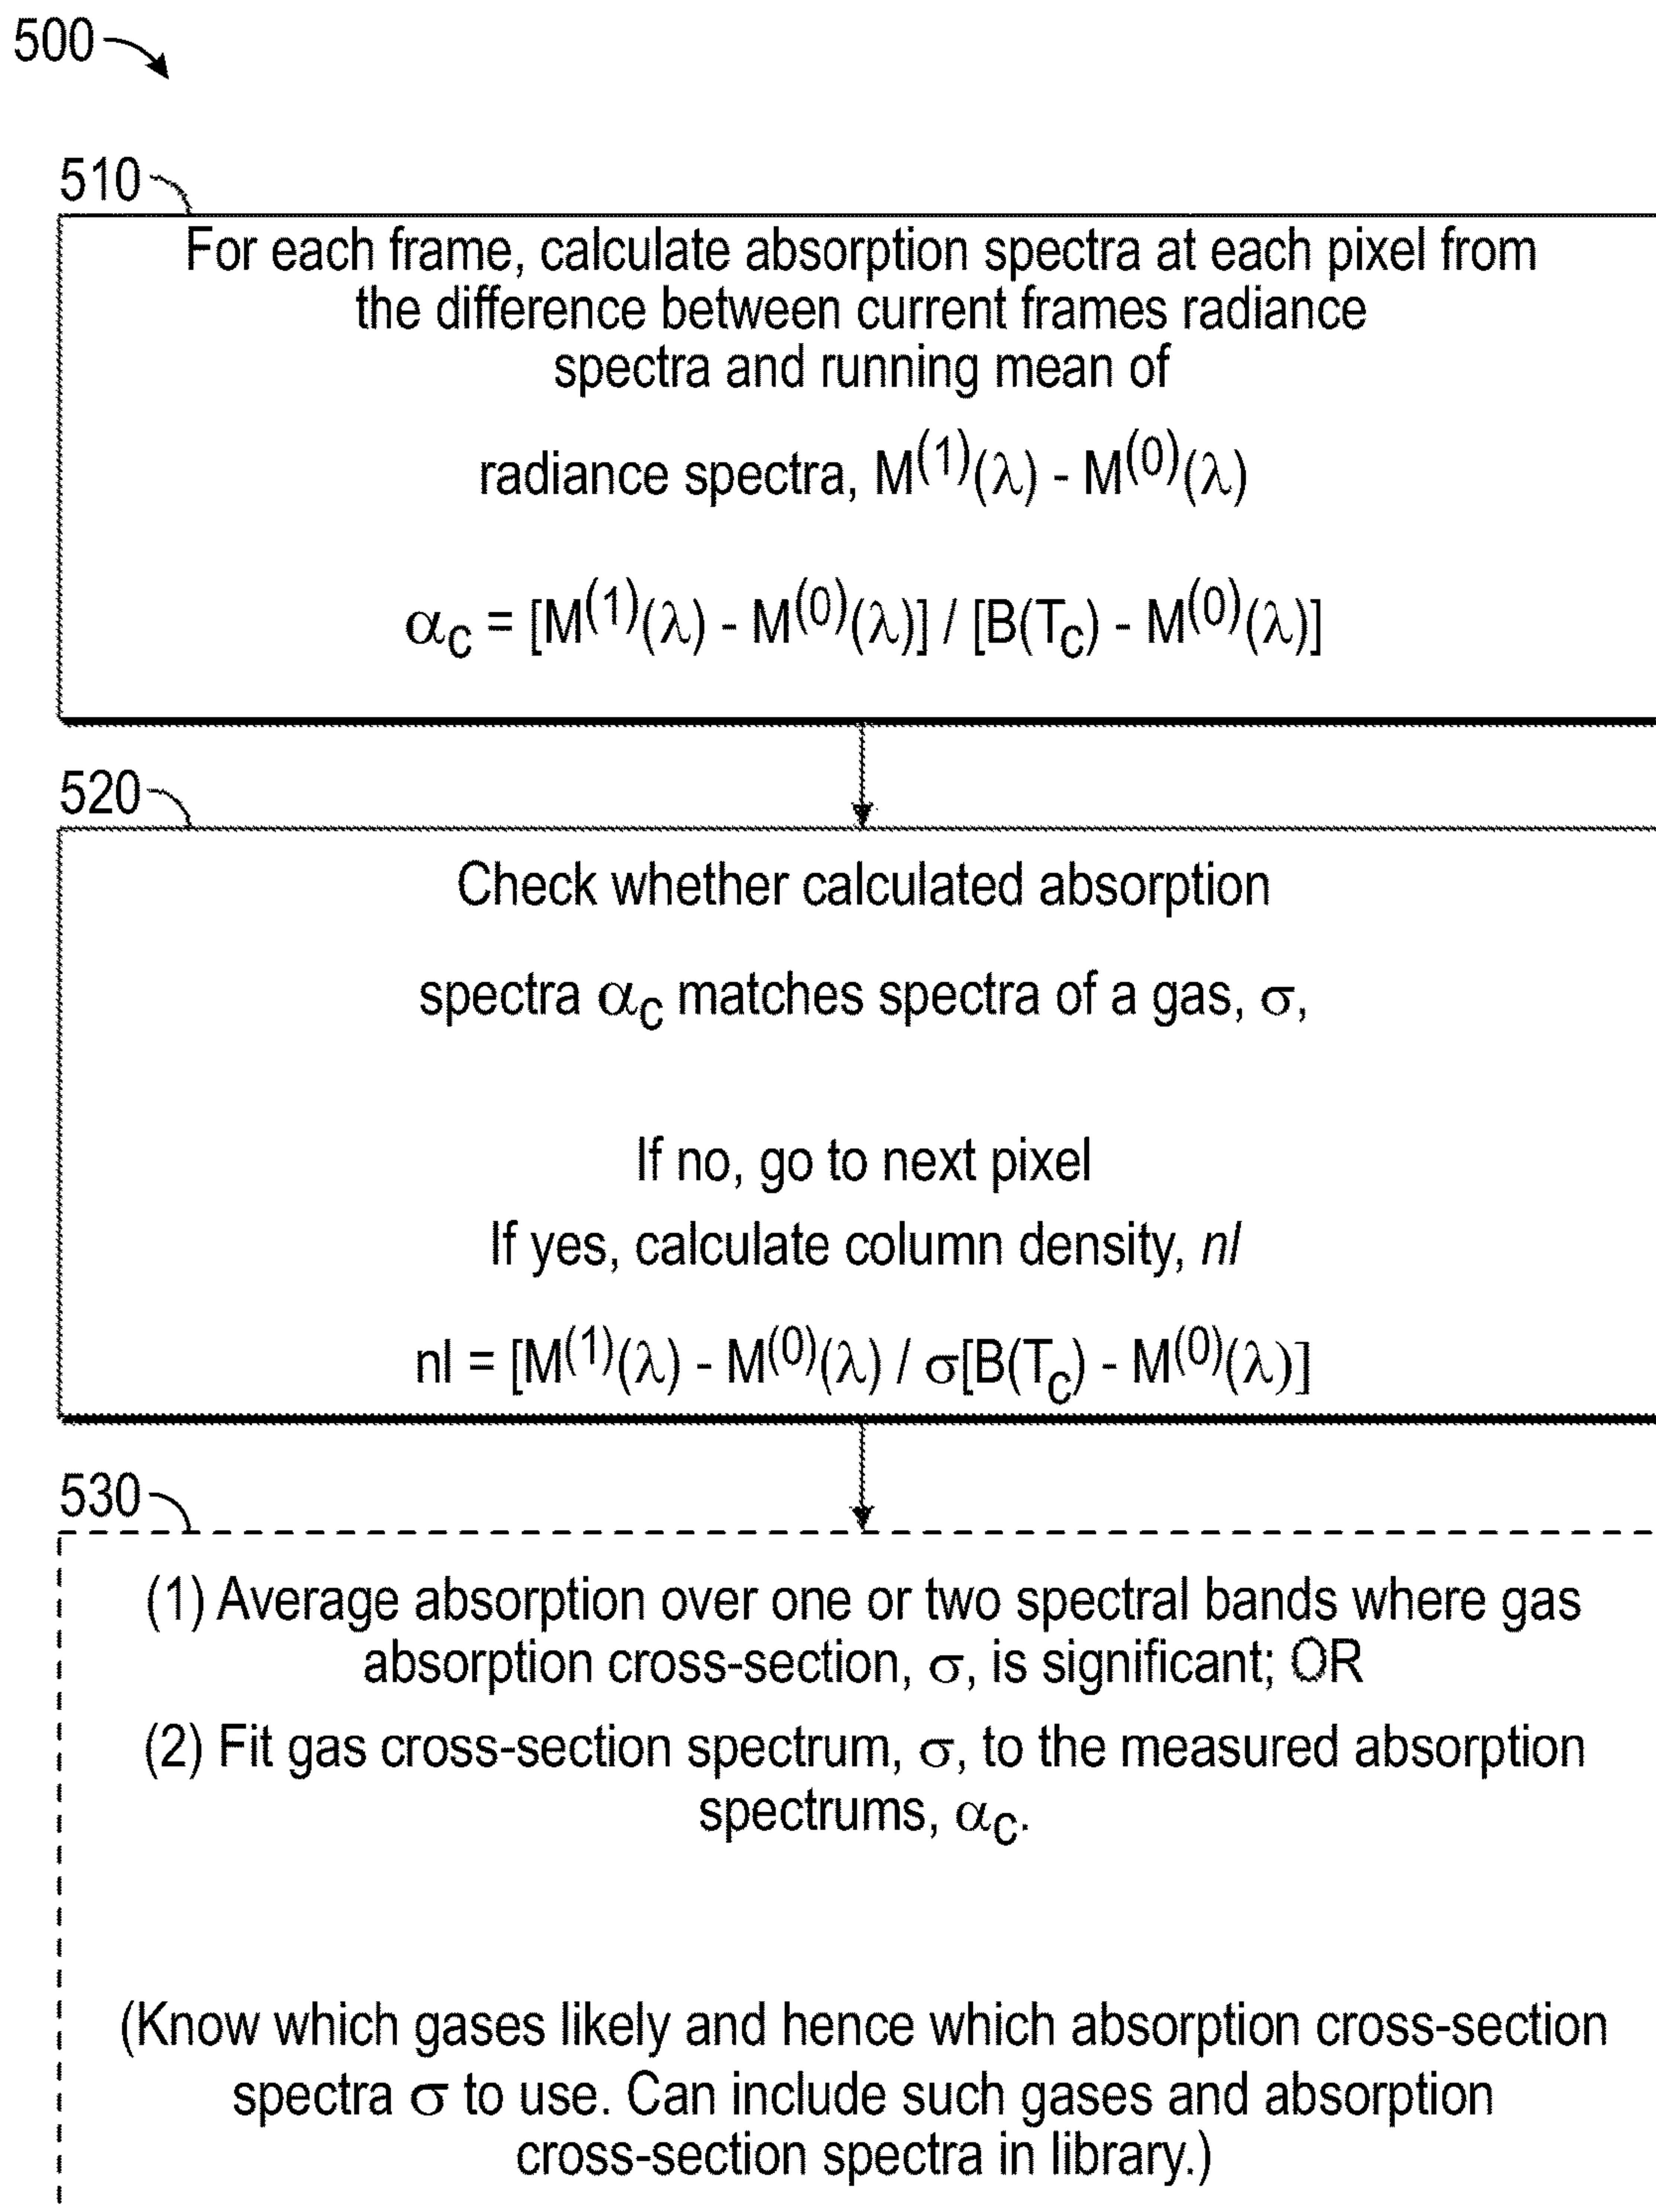 500
510
For each frame, calculate absorption spectra at each pixel from
the difference between current frames radiance
spectra and running mean of
radiance spectra, M(1)(λ) - M(0)(λ)
αC = [M(1)(λ) - M(0)(λ)] / [B(TC) - M(0)(λ)]
520
Check whether calculated absorption
spectra αC matches spectra of a gas, σ,
If no, go to next pixel
If yes, calculate column density, nl
nl = [M(1)(λ) - M(0)(λ) / σ[B(TC) - M(0)(λ)]
530
(1) Average absorption over one or two spectral bands where gas
absorption cross-section, σ, is significant; OR
(2) Fit gas cross-section spectrum, σ, to the measured absorption
spectrums, αC.
(Know which gases likely and hence which absorption cross-section
spectra σ to use. Can include such gases and absorption
cross-section spectra in library.)